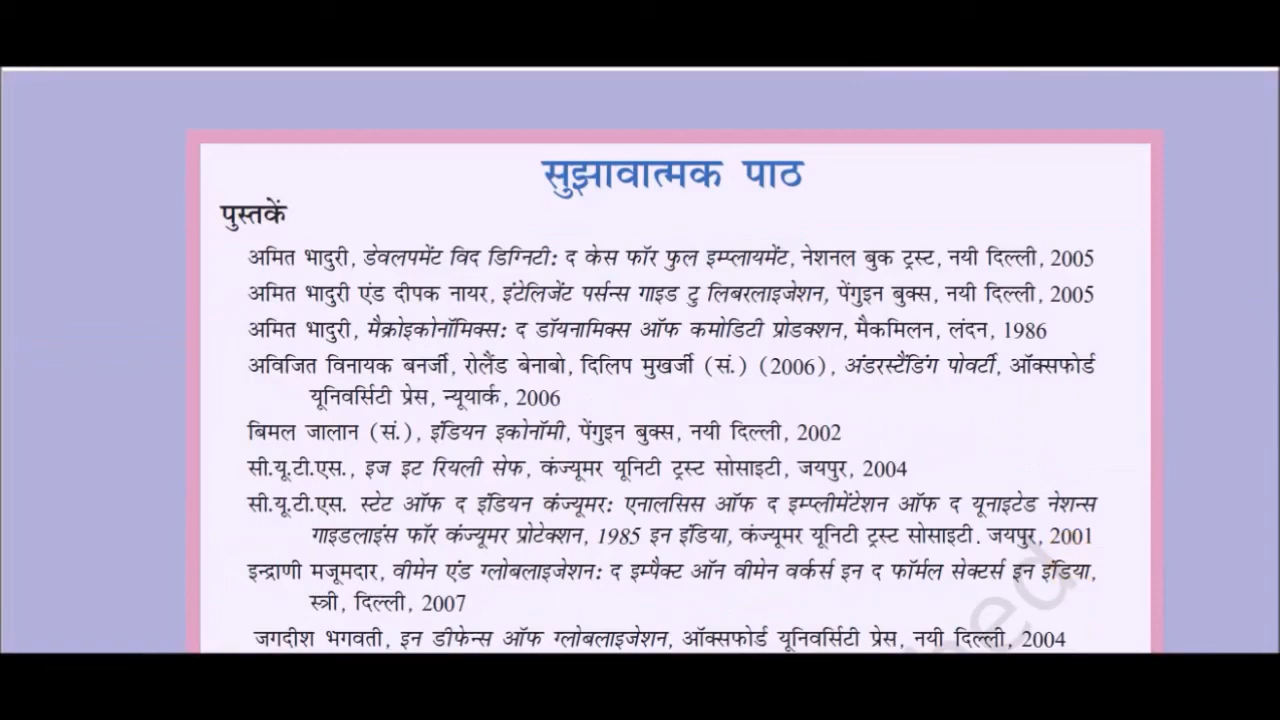 सुझावात्मक पाठ
पुस्तकें
अमित भादुरी, डेवलपमेंट विद डिग्निटी: द केस फॉर फुल इम्प्लायमेंट, नेशनल बुक ट्रस्ट, नयी दिल्ली, 2005
अमित भादुरी एंड दीपक नायर, इंटेलिजेंट पर्सन्स गाइड टु लिबरलाइजेशन, पेंगुइन बुक्स, नयी दिल्ली, 2005
अमित भादुरी, मैक्रोइकोनॉमिक्स: द डॉयनामिक्स ऑफ कमोडिटी प्रोडक्शन, मैकमिलन, लंदन, 1986
अविजित विनायक बनर्जी, रोलैंड बेनाबो, दिलिप मुखर्जी (सं.) (2006), अंडरस्टैंडिंग पोवर्टी, ऑक्सफोर्ड
यूनिवर्सिटी प्रेस, न्यूयार्क, 2006
बिमल जालान (सं.), इंडियन इकोनॉमी, पेंगुइन बुक्स, नयी दिल्ली, 2002
सी.यू.टी.एस., इज इट रियली सेफ, कंज्यूमर यूनिटी ट्रस्ट सोसाइटी, जयपुर, 2004
सी.यू.टी.एस. स्टेट ऑफ द इंडियन कंज्यूमर: एनालसिस ऑफ द इम्प्लीमेंटेशन ऑफ द यूनाइटेड नेशन्स
गाइडलाइंस फॉर कंज्यूमर प्रोटेक्शन, 1985 इन इंडिया, कंज्यूमर यूनिटी ट्रस्ट सोसाइटी. जयपुर, 2001
इन्द्राणी मजूमदार, वीमेन एंड ग्लोबलाइजेशन: द इम्पैक्ट ऑन वीमेन वर्कर्स इन द फॉर्मल सेक्टर्स इन इंडिया,
स्त्री, दिल्ली, 2007
जगदीश भगवती, इन डीफेन्स ऑफ ग्लोबलाइजेशन, ऑक्सफोर्ड यूनिवर्सिटी प्रेस, नयी दिल्ली, 2004